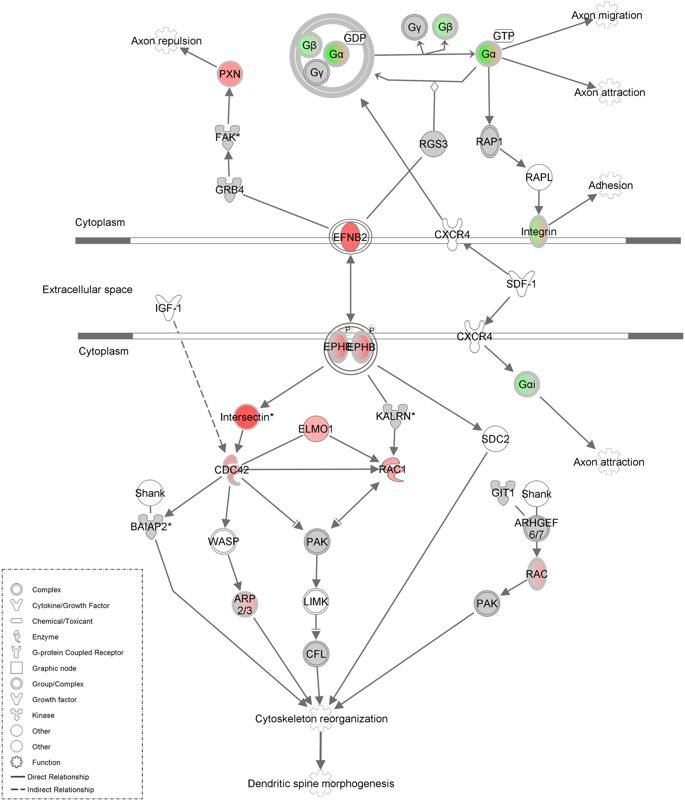 Axon migration
Axon repulsion
Gβ
GDP
Gα
Gγ
Gγ
Gβ
GTP
Gα
Axon attraction
PXN
FAK*
RGS3
RAP1
RAPL
GRB4
Adhesion
Cytoplasm
EFNB2
CXCR4
Integrin
Extracellular space
SDF-1
IGF-1
P
P
CXCR4
Cytoplasm
EPHB
EPHB
Gαi
Intersectin*
ELMO1
KALRN*
SDC2
Axon attraction
CDC42
RAC1
Shank
GIT1
Shank
BAIAP2*
WASP
PAK
ARHGEF
6/7
RAC
ARP
2/3
LIMK
PAK
CFL
Cytoskeleton reorganization
Dendritic spine morphogenesis
Complex
Cytokine/Growth Factor
Chemical/Toxicant
Enzyme
G-protein Coupled Receptor
Graphic node
Group/Complex
Growth factor
Kinase
Other
Other
Function
Direct Relationship
Indirect Relationship